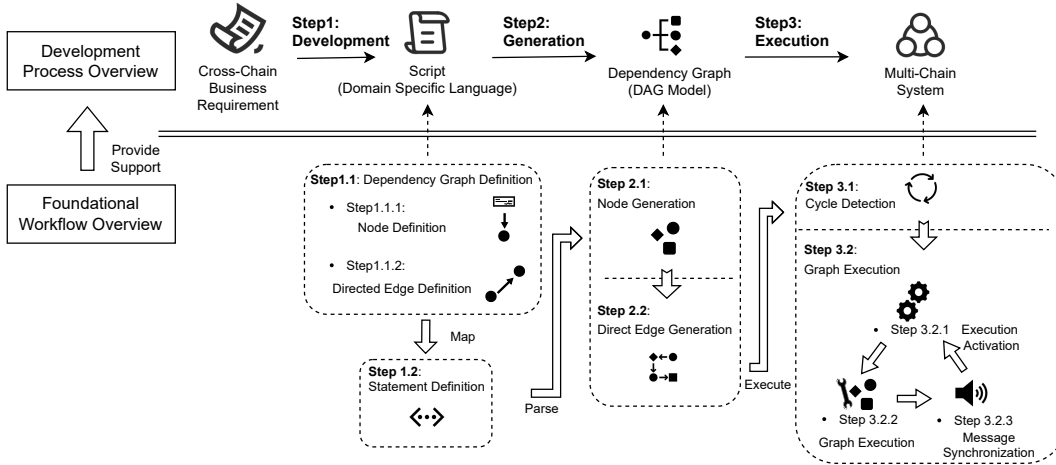 Development
Process Overview
Cross-Chain
Business
Requirement
Step1:
Development
Script
(Domain Specific Language)
Step2:
Generation
Dependency Graph
(DAG Model)
Step3:
Execution
Multi-Chain
System
Provide
Support
Foundational
Workflow Overview
Step1.1: Dependency Graph Definition
• Step1.1.1:
Node Definition
• Step1.1.2:
Directed Edge Definition
Map
Step 1.2:
Statement Definition
Parse
Step 2.1:
Node Generation
Step 2.2:
Direct Edge Generation
Execute
Step 3.1:
Cycle Detection
Step 3.2:
Graph Execution
• Step 3.2.1 Execution
Activation
• Step 3.2.2
Graph Execution
• Step 3.2.3
Message
Synchronization